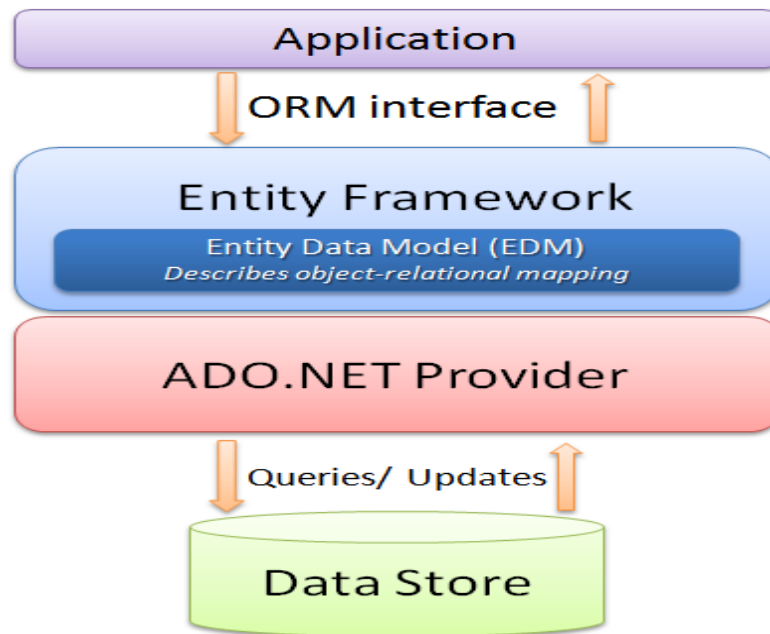 Application
ORM interface
Entity Framework
Entity Data Model (EDM)
Describes object-relational mapping
ADO.NET Provider
Queries/ Updates
Data Store